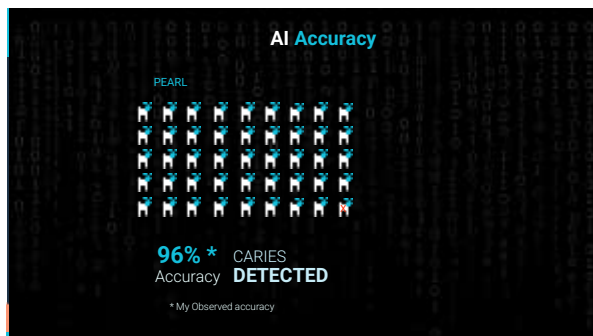 AI Accuracy
PEARL
96% * CARIES
Accuracy DETECTED
* My Observed accuracy